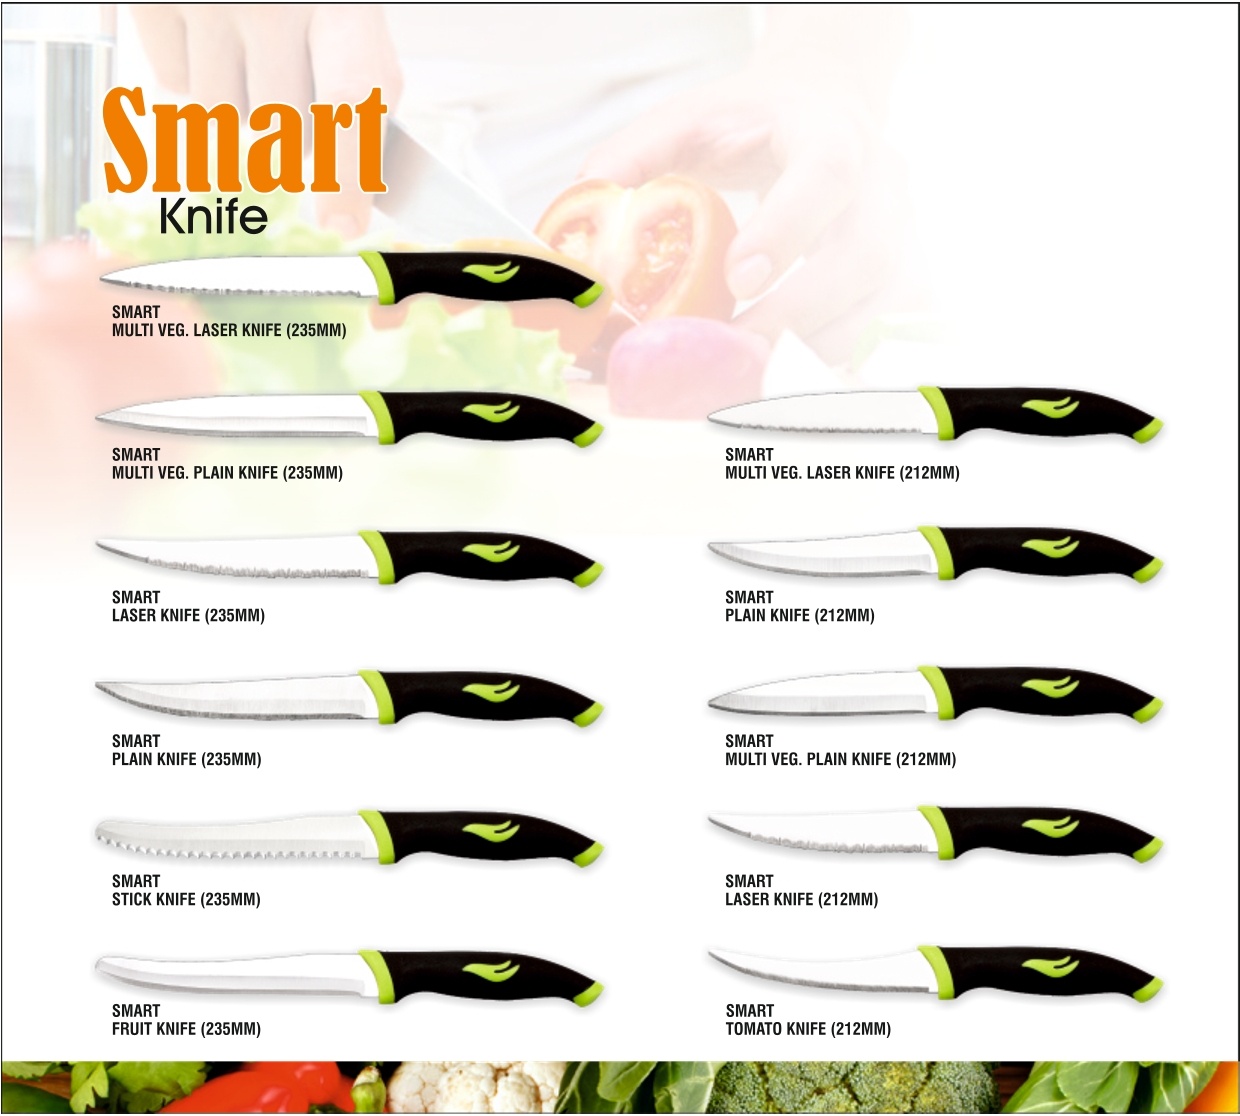 Smart
Knife
SMART
MULTI VEG. LASER KNIFE (235MM)
SMART
MULTI VEG. PLAIN KNIFE (235MM)
SMART
LASER KNIFE (235MM)
SMART
PLAIN KNIFE (235MM)
SMART
STICK KNIFE (235MM)
SMART
FRUIT KNIFE (235MM)
SMART
MULTI VEG. LASER KNIFE (212MM)
SMART
PLAIN KNIFE (212MM)
SMART
MULTI VEG. PLAIN KNIFE (212MM)
SMART
LASER KNIFE (212MM)
SMART
TOMATO KNIFE (212MM)